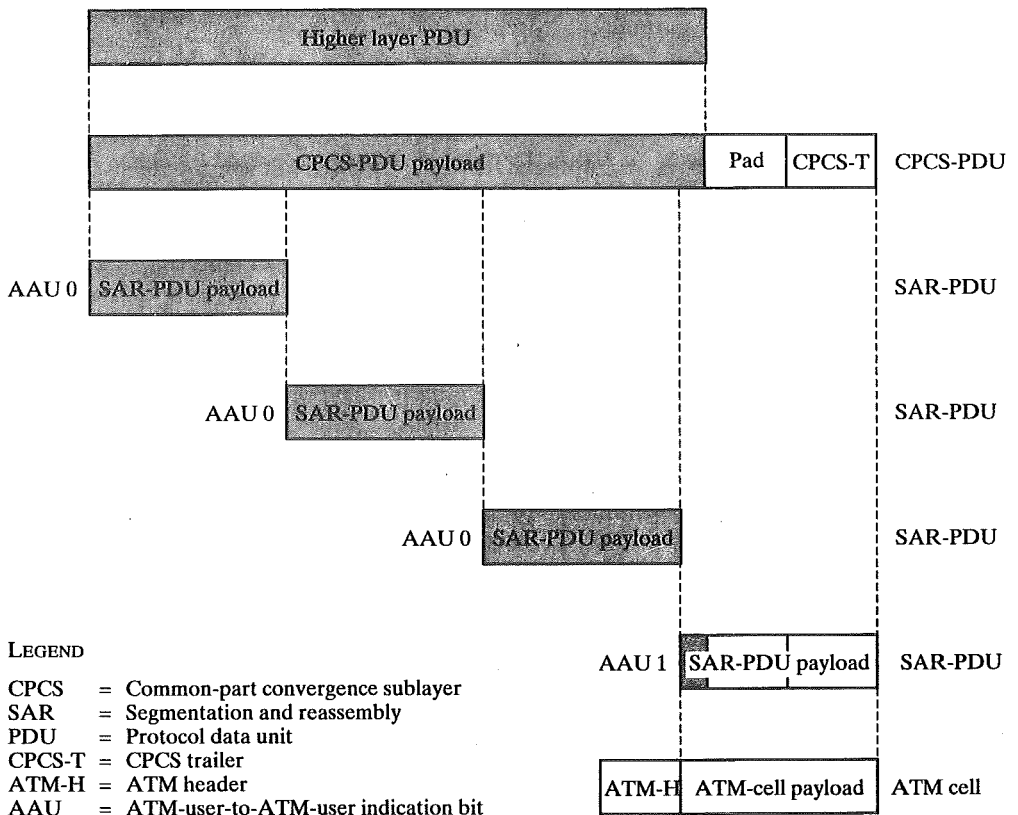 Higher layer PDU
CPCS-PDU payload
Pad
CPCS-T
CPCS-PDU
AAU 0
SAR-PDU payload
SAR-PDU
AAU 0
SAR-PDU payload
SAR-PDU
AAU 0
SAR-PDU payload
SAR-PDU
AAU 1
SAR-PDU payload
SAR-PDU
ATM-H
ATM-cell payload
ATM cell
LEGEND
CPCS = Common-part convergence sublayer
SAR = Segmentation and reassembly
PDU = Protocol data unit
CPCS-T = CPCS trailer
ATM-H = ATM header
AAU = ATM-user-to-ATM-user indication bit